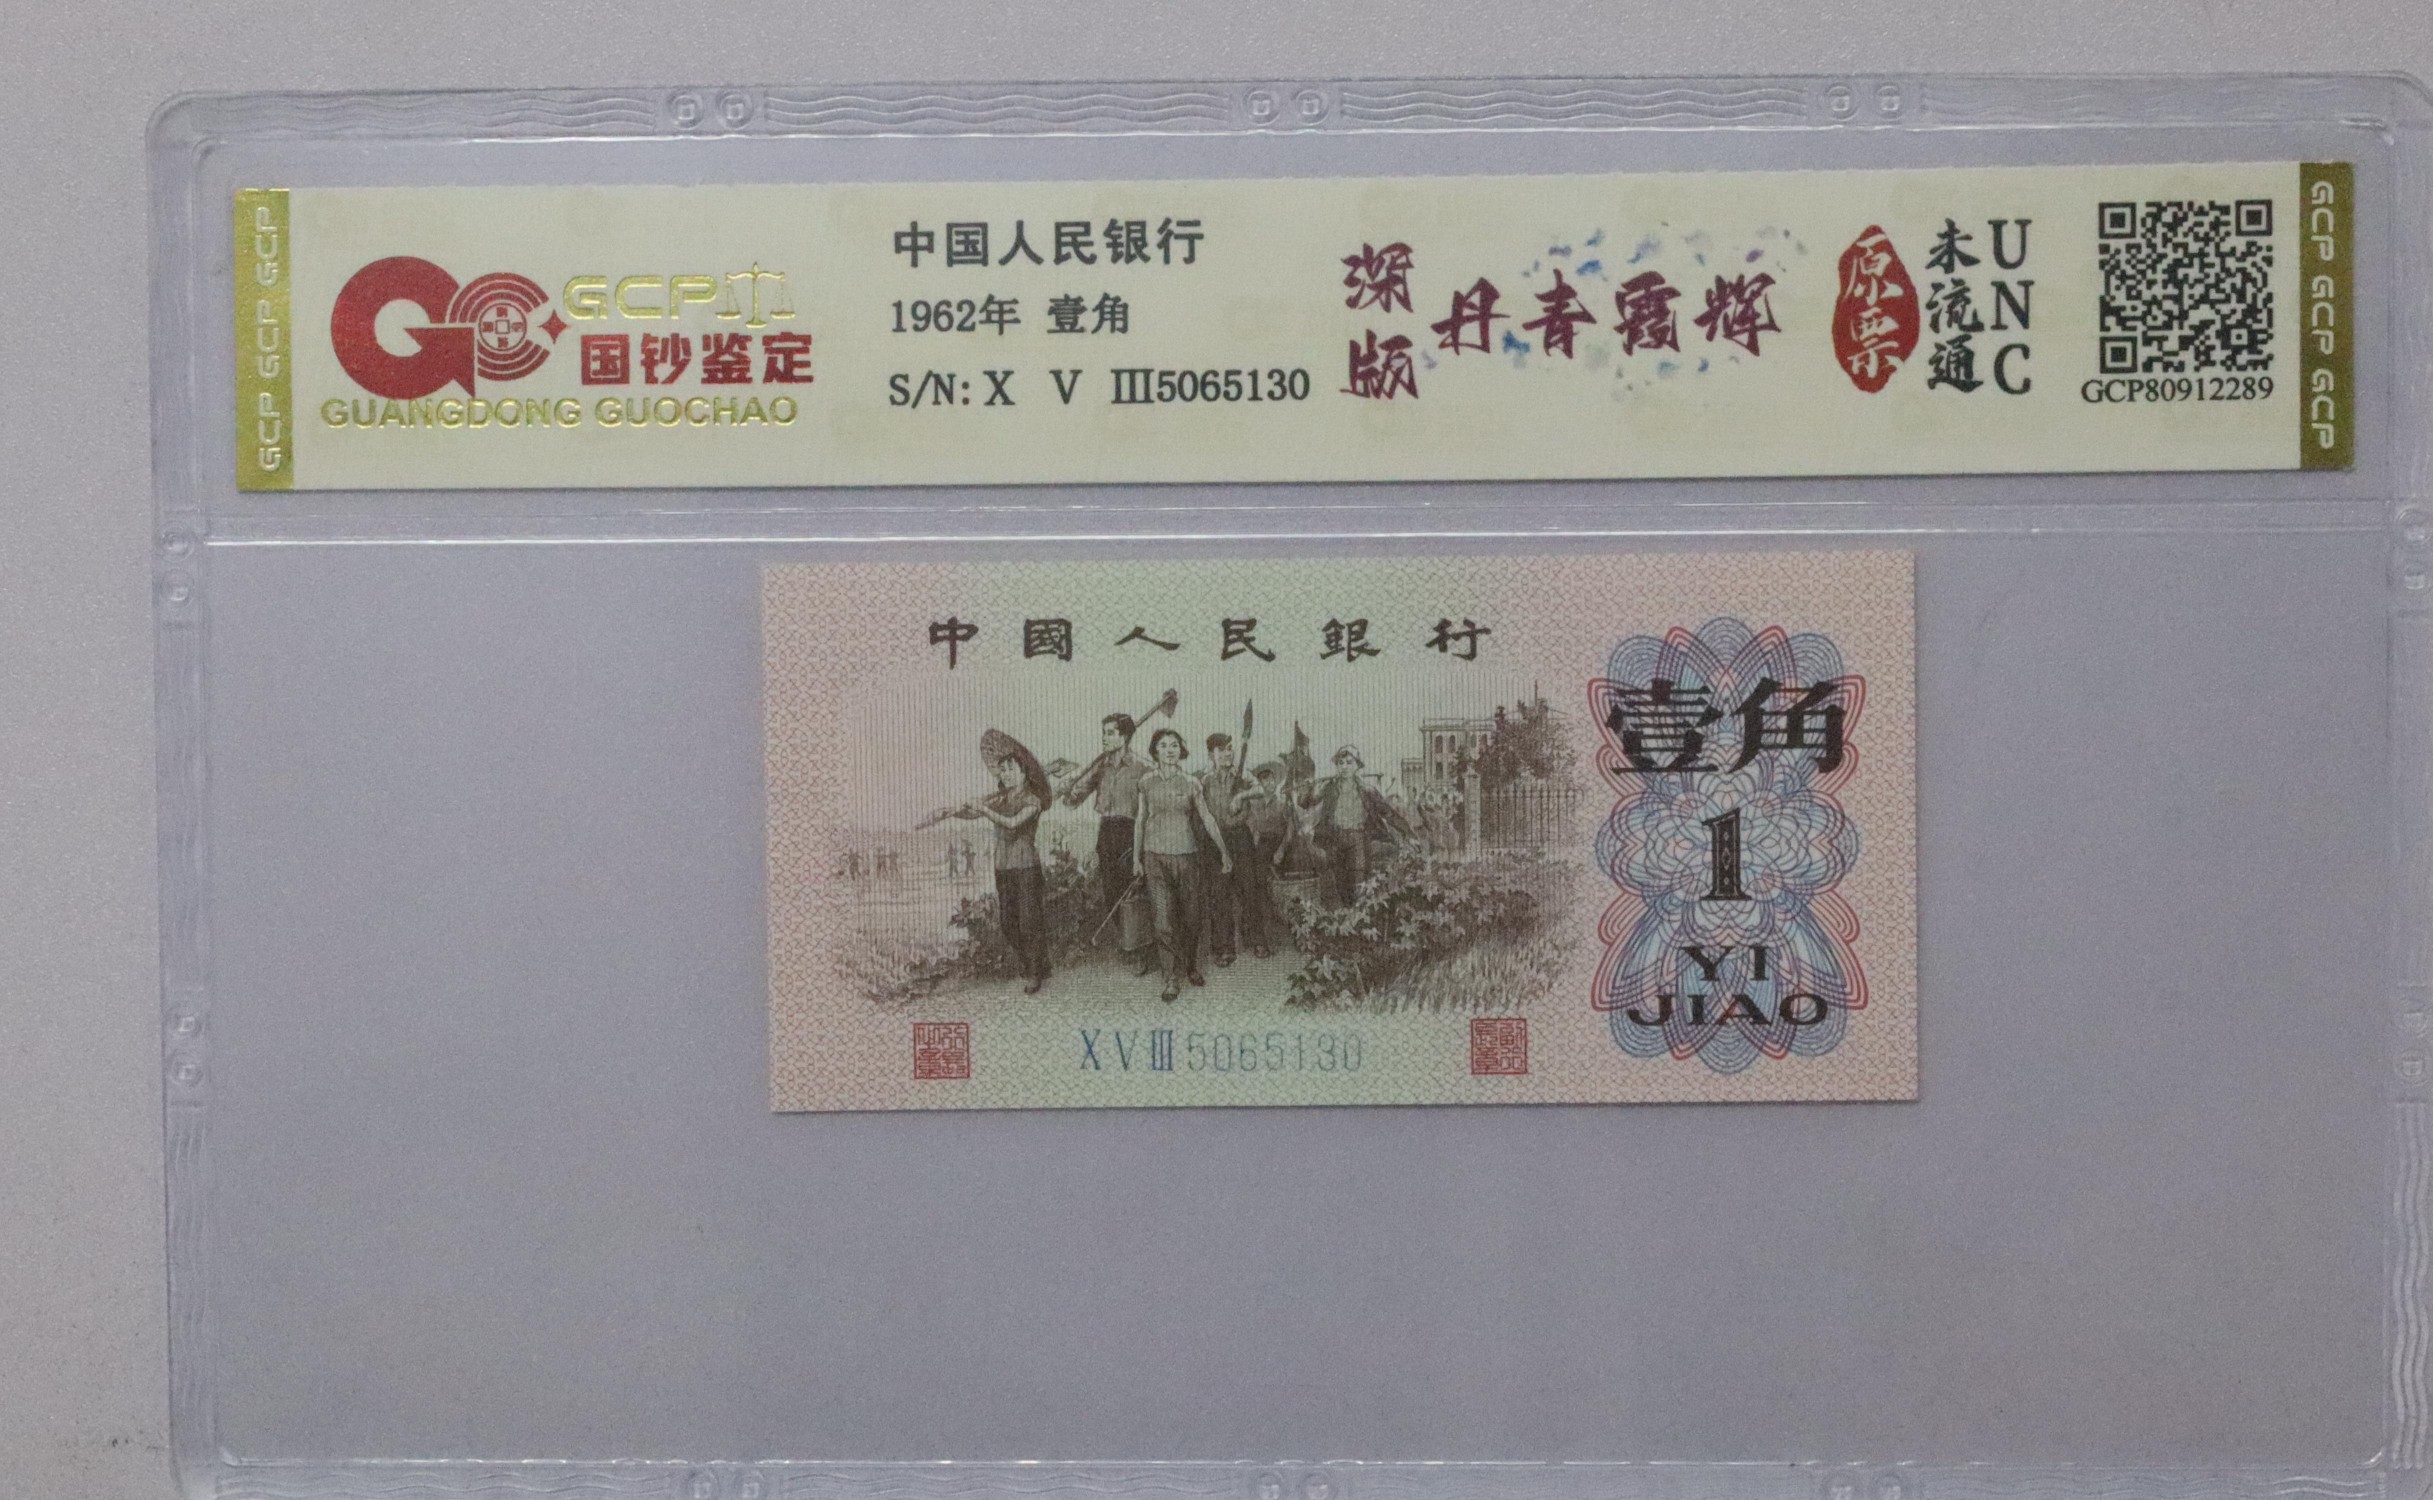 GCP GCP GCP
GCP
国钞鉴定
GUANGDONG GUOCHAO
中国人民银行
1962年 壹角
S/N: X V III5065130
深版
丹青霞辉
原票
未流通
UNC
GCP80912289
GCP GCP GCP
中國人民銀行
壹角
1
YI
JIAO
X V III 5065130